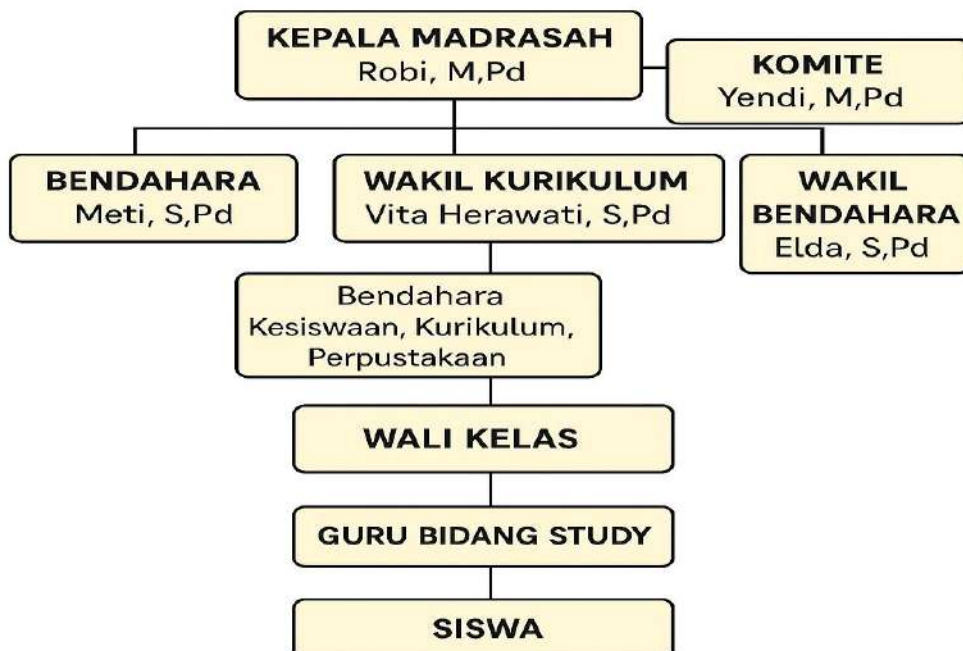 KEPALA MADRASAH
Robi, M,Pd
KOMITE
Yendi, M,Pd
BENDAHARA
Meti, S,Pd
WAKIL KURIKULUM
Vita Herawati, S,Pd
WAKIL
BENDAHARA
Elda, S,Pd
Bendahara
Kesiswaan, Kurikulum,
Perpustakaan
WALI KELAS
GURU BIDANG STUDY
SISWA